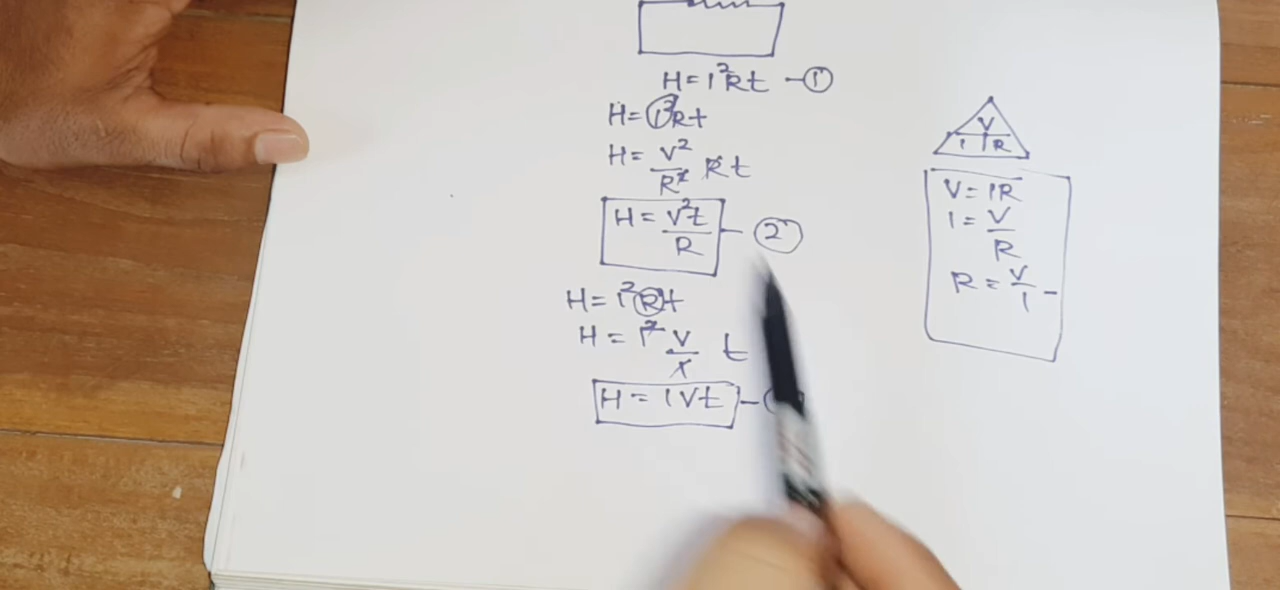 H = I²Rt - ①
H = I²Rt
H = V²/R² Rt
H = V²t/R - ②
H = I²Rt
H = I² V/I t
H = IVt -
V
I R
V = IR
I = V/R
R = V/I -